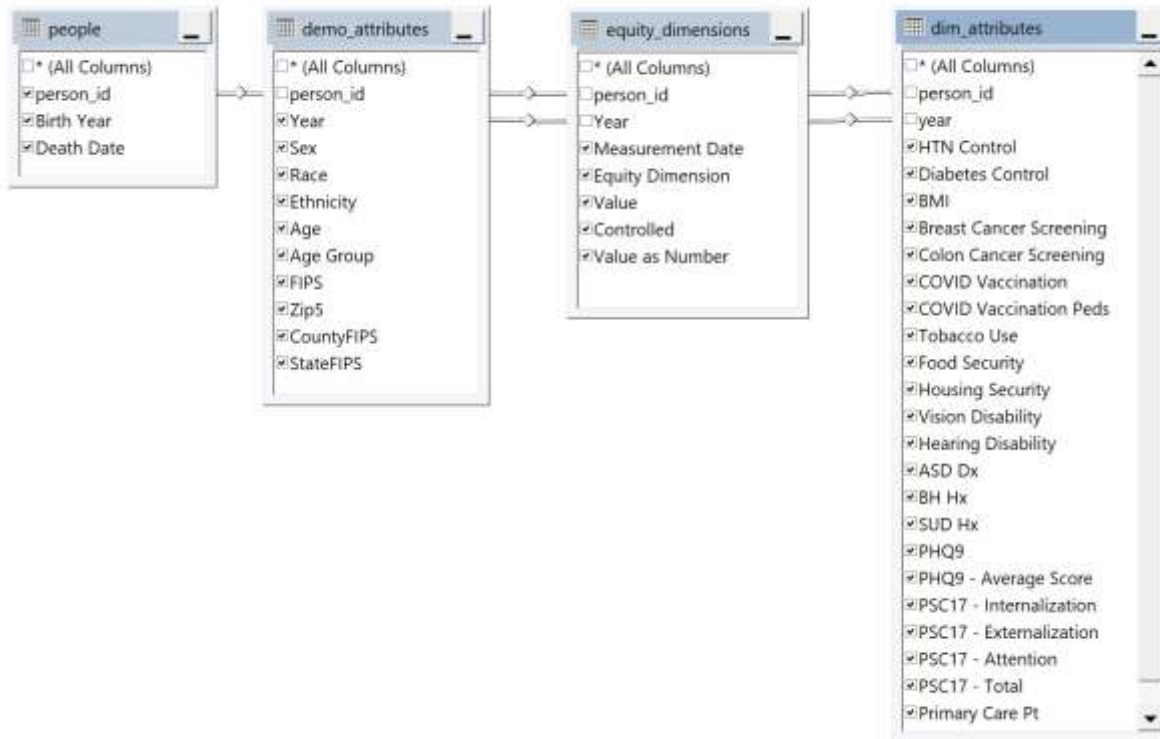 people
* (All Columns)
person_id
Birth Year
Death Date
demo_attributes
* (All Columns)
person_id
Year
Sex
Race
Ethnicity
Age
Age Group
FIPS
Zip5
CountyFIPS
StateFIPS
equity_dimensions
* (All Columns)
person_id
Year
Measurement Date
Equity Dimension
Value
Controlled
Value as Number
dim_attributes
* (All Columns)
person_id
year
HTN Control
Diabetes Control
BMI
Breast Cancer Screening
Colon Cancer Screening
COVID Vaccination
COVID Vaccination Peds
Tobacco Use
Food Security
Housing Security
Vision Disability
Hearing Disability
ASD Dx
BH Hx
SUD Hx
PHQ9
PHQ9 - Average Score
PSC17 - Internalization
PSC17 - Externalization
PSC17 - Attention
PSC17 - Total
Primary Care Pt